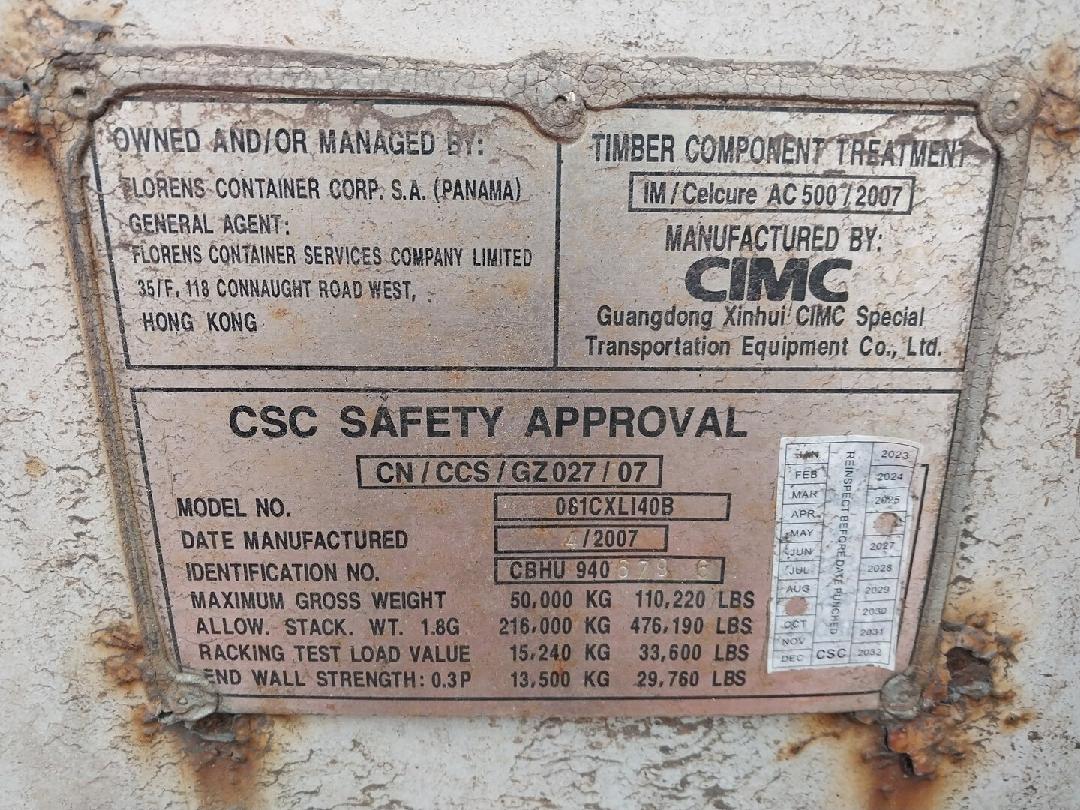 OWNED AND/OR MANAGED BY:
FLORENS CONTAINER CORP. S.A. (PANAMA)
GENERAL AGENT:
FLORENS CONTAINER SERVICES COMPANY LIMITED
35/F, 118 CONNAUGHT ROAD WEST,
HONG KONG
TIMBER COMPONENT TREATMENT
IM / Celcure AC 500 / 2007
MANUFACTURED BY:
CIMC
Guangdong Xinhui CIMC Special
Transportation Equipment Co., Ltd.
CSC SAFETY APPROVAL
CN / CCS / GZ 027 / 07
MODEL NO. 061CXLI40B
DATE MANUFACTURED 4 /2007
IDENTIFICATION NO. CBHU 940 679 6
MAXIMUM GROSS WEIGHT 50,000 KG 110,220 LBS
ALLOW. STACK. WT. 1.8G 216,000 KG 476,190 LBS
RACKING TEST LOAD VALUE 15,240 KG 33,600 LBS
END WALL STRENGTH: 0.3P 13,500 KG 29,760 LBS
JAN
FEB
MAR
APR
MAY
JUN
JUL
AUG
OCT
NOV
DEC
REINSPECT BEFORE DATE PUNCHED
CSC
2023
2024
2025
2027
2028
2029
2030
2031
2032